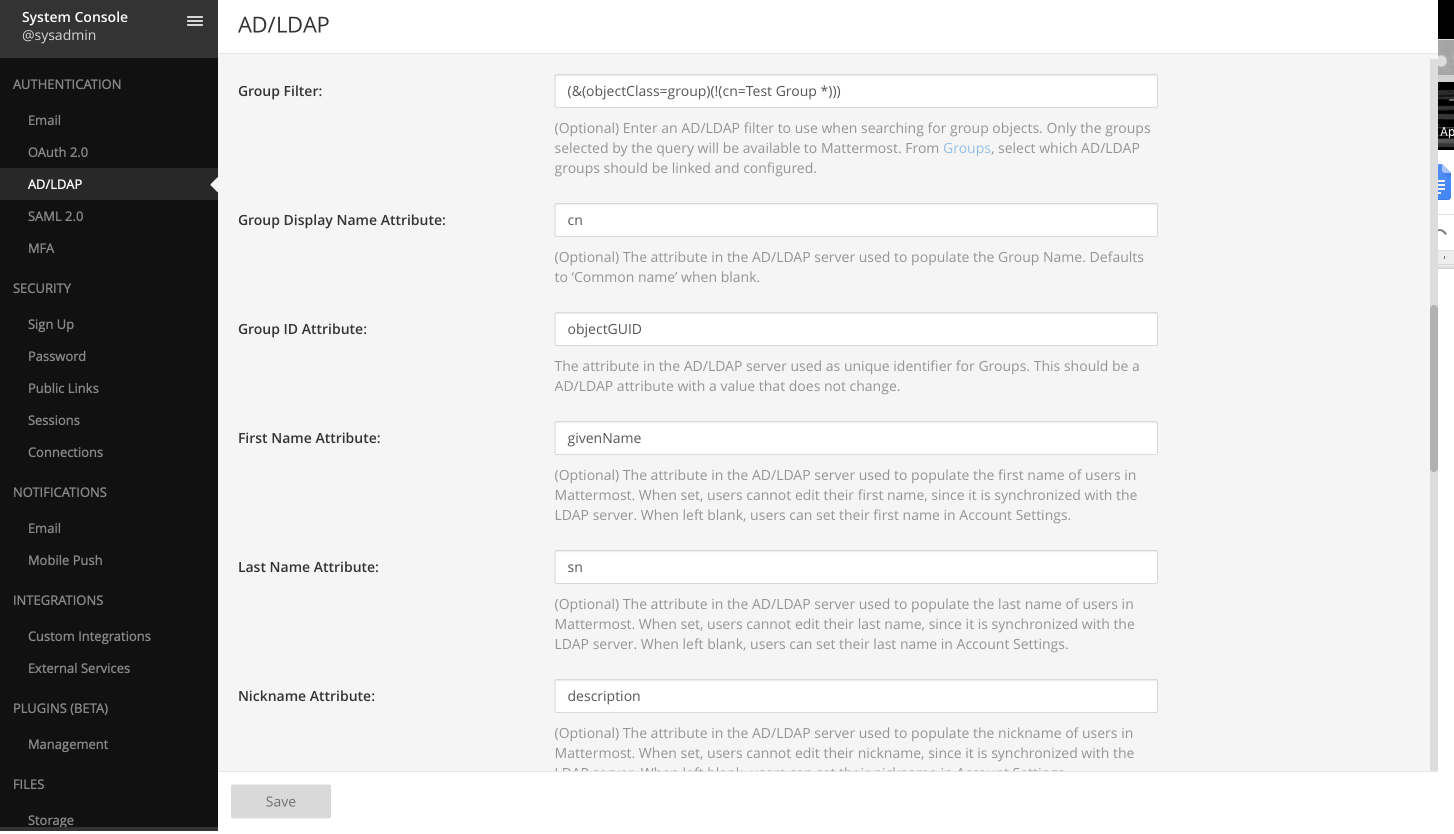 System Console
@sysadmin
AUTHENTICATION
Email
OAuth 2.0
AD/LDAP
SAML 2.0
MFA
SECURITY
Sign Up
Password
Public Links
Sessions
Connections
NOTIFICATIONS
Email
Mobile Push
INTEGRATIONS
Custom Integrations
External Services
PLUGINS (BETA)
Management
FILES
Storage
AD/LDAP
Group Filter:
(&(objectClass=group)(!(cn=Test Group *)))
(Optional) Enter an AD/LDAP filter to use when searching for group objects. Only the groups
selected by the query will be available to Mattermost. From Groups, select which AD/LDAP
groups should be linked and configured.
Group Display Name Attribute:
cn
(Optional) The attribute in the AD/LDAP server used to populate the Group Name. Defaults
to ‘Common name’ when blank.
Group ID Attribute:
objectGUID
The attribute in the AD/LDAP server used as unique identifier for Groups. This should be a
AD/LDAP attribute with a value that does not change.
First Name Attribute:
givenName
(Optional) The attribute in the AD/LDAP server used to populate the first name of users in
Mattermost. When set, users cannot edit their first name, since it is synchronized with the
LDAP server. When left blank, users can set their first name in Account Settings.
Last Name Attribute:
sn
(Optional) The attribute in the AD/LDAP server used to populate the last name of users in
Mattermost. When set, users cannot edit their last name, since it is synchronized with the
LDAP server. When left blank, users can set their last name in Account Settings.
Nickname Attribute:
description
(Optional) The attribute in the AD/LDAP server used to populate the nickname of users in
Mattermost. When set, users cannot edit their nickname, since it is synchronized with the
LDAP server. When left blank, users can set their nickname in Account Settings.
Save
Ap